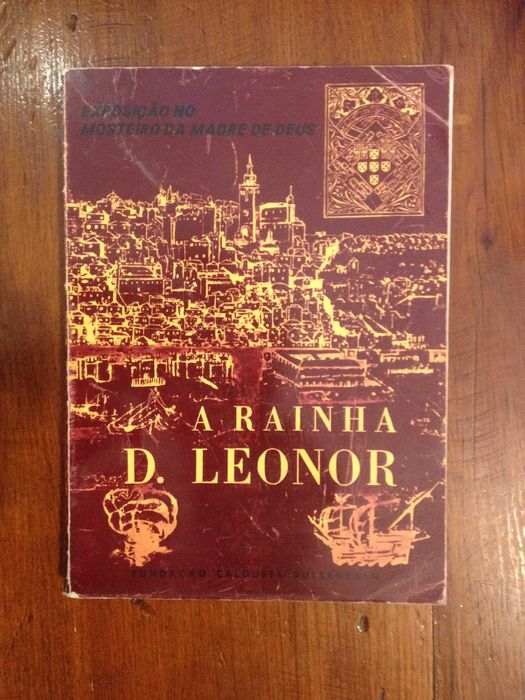 EXPOSIÇÃO NO
MOSTEIRO DA MADRE DE DEUS
A RAINHA
D. LEONOR
FUNDAÇÃO CALOUSTE GULBENKIAN